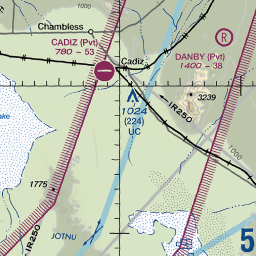 Chambless
CADIZ (Pvt)
780 - 53
Cadiz
R
DANBY (Pvt)
1400 - 38
3239
IR250
1024
(224)
UC
1000
1775
IR250
JOTNU
5